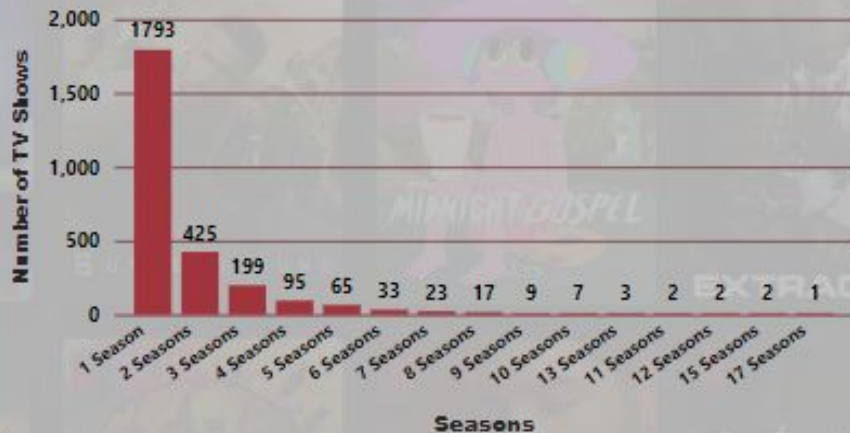 2,000
1793
1,500
1,000
500
0
Number of TV Shows
425
199
95
65
33
23
17
9
7
3
2
2
2
1
1 Season
2 Seasons
3 Seasons
4 Seasons
5 Seasons
6 Seasons
7 Seasons
8 Seasons
9 Seasons
10 Seasons
13 Seasons
11 Seasons
12 Seasons
15 Seasons
17 Seasons
Seasons
MIDNIGHT GOSPEL
EXTRAC